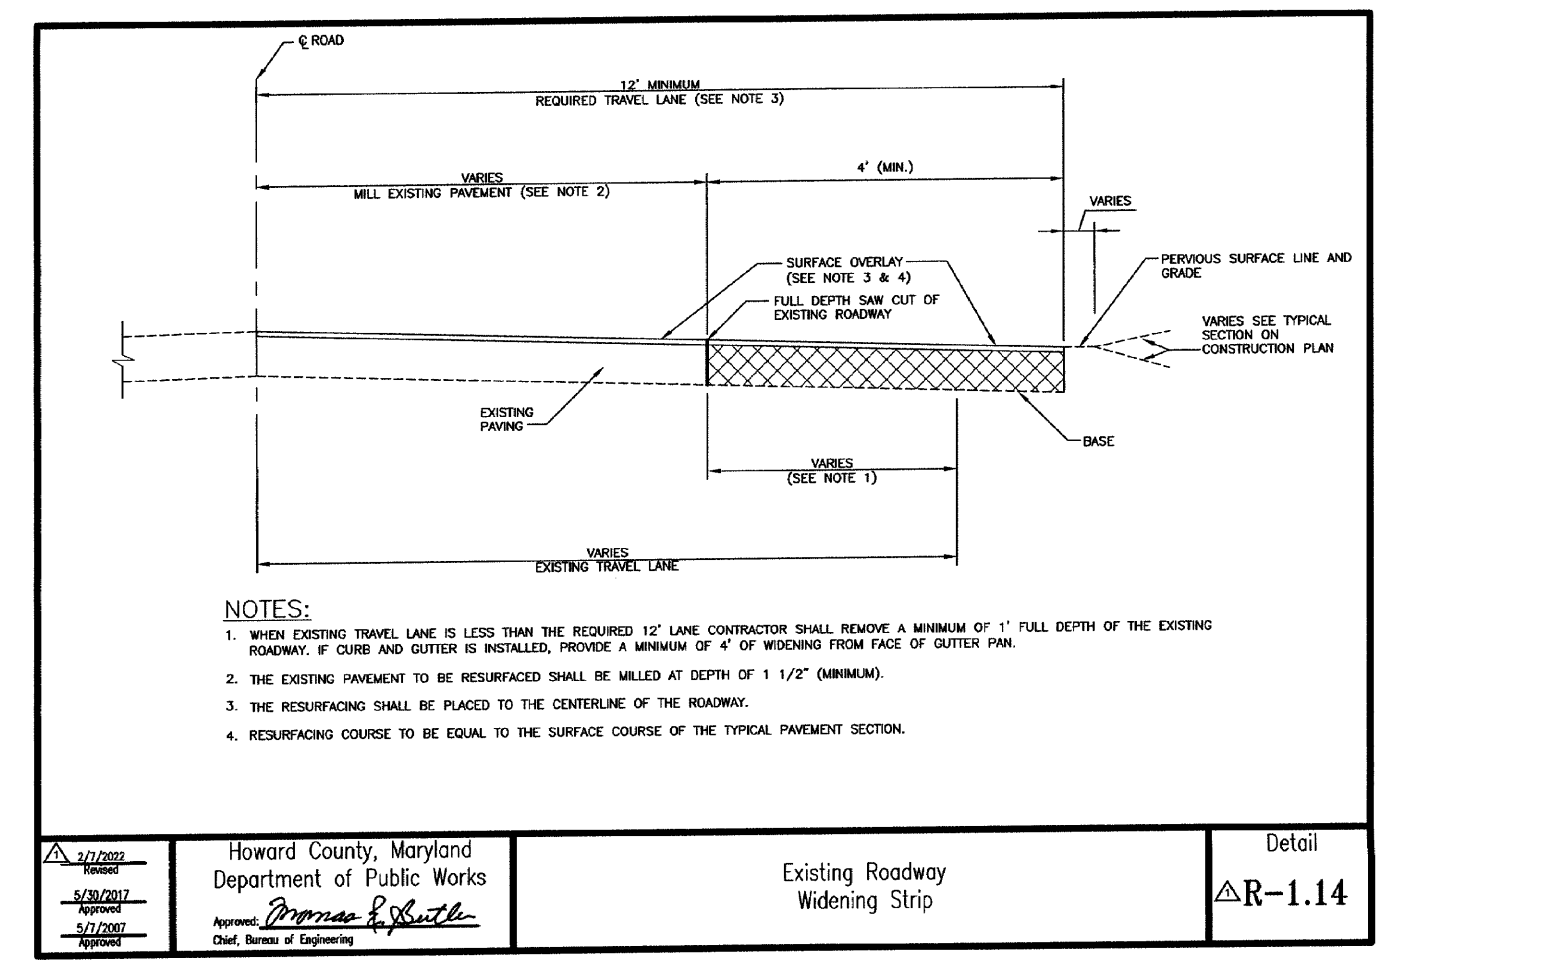 ℄ ROAD
12' MINIMUM
REQUIRED TRAVEL LANE (SEE NOTE 3)
VARIES
MILL EXISTING PAVEMENT (SEE NOTE 2)
4' (MIN.)
VARIES
SURFACE OVERLAY
(SEE NOTE 3 & 4)
PERVIOUS SURFACE LINE AND
GRADE
FULL DEPTH SAW CUT OF
EXISTING ROADWAY
VARIES SEE TYPICAL
SECTION ON
CONSTRUCTION PLAN
EXISTING
PAVING
BASE
VARIES
(SEE NOTE 1)
VARIES
EXISTING TRAVEL LANE
NOTES:
1. WHEN EXISTING TRAVEL LANE IS LESS THAN THE REQUIRED 12' LANE CONTRACTOR SHALL REMOVE A MINIMUM OF 1' FULL DEPTH OF THE EXISTING
ROADWAY. IF CURB AND GUTTER IS INSTALLED, PROVIDE A MINIMUM OF 4' OF WIDENING FROM FACE OF GUTTER PAN.
2. THE EXISTING PAVEMENT TO BE RESURFACED SHALL BE MILLED AT DEPTH OF 1 1/2" (MINIMUM).
3. THE RESURFACING SHALL BE PLACED TO THE CENTERLINE OF THE ROADWAY.
4. RESURFACING COURSE TO BE EQUAL TO THE SURFACE COURSE OF THE TYPICAL PAVEMENT SECTION.
1 2/7/2022
Revised
5/30/2017
Approved
5/7/2007
Approved
Howard County, Maryland
Department of Public Works
Approved: Thomas E. Butler
Chief, Bureau of Engineering
Existing Roadway
Widening Strip
Detail
1 R-1.14